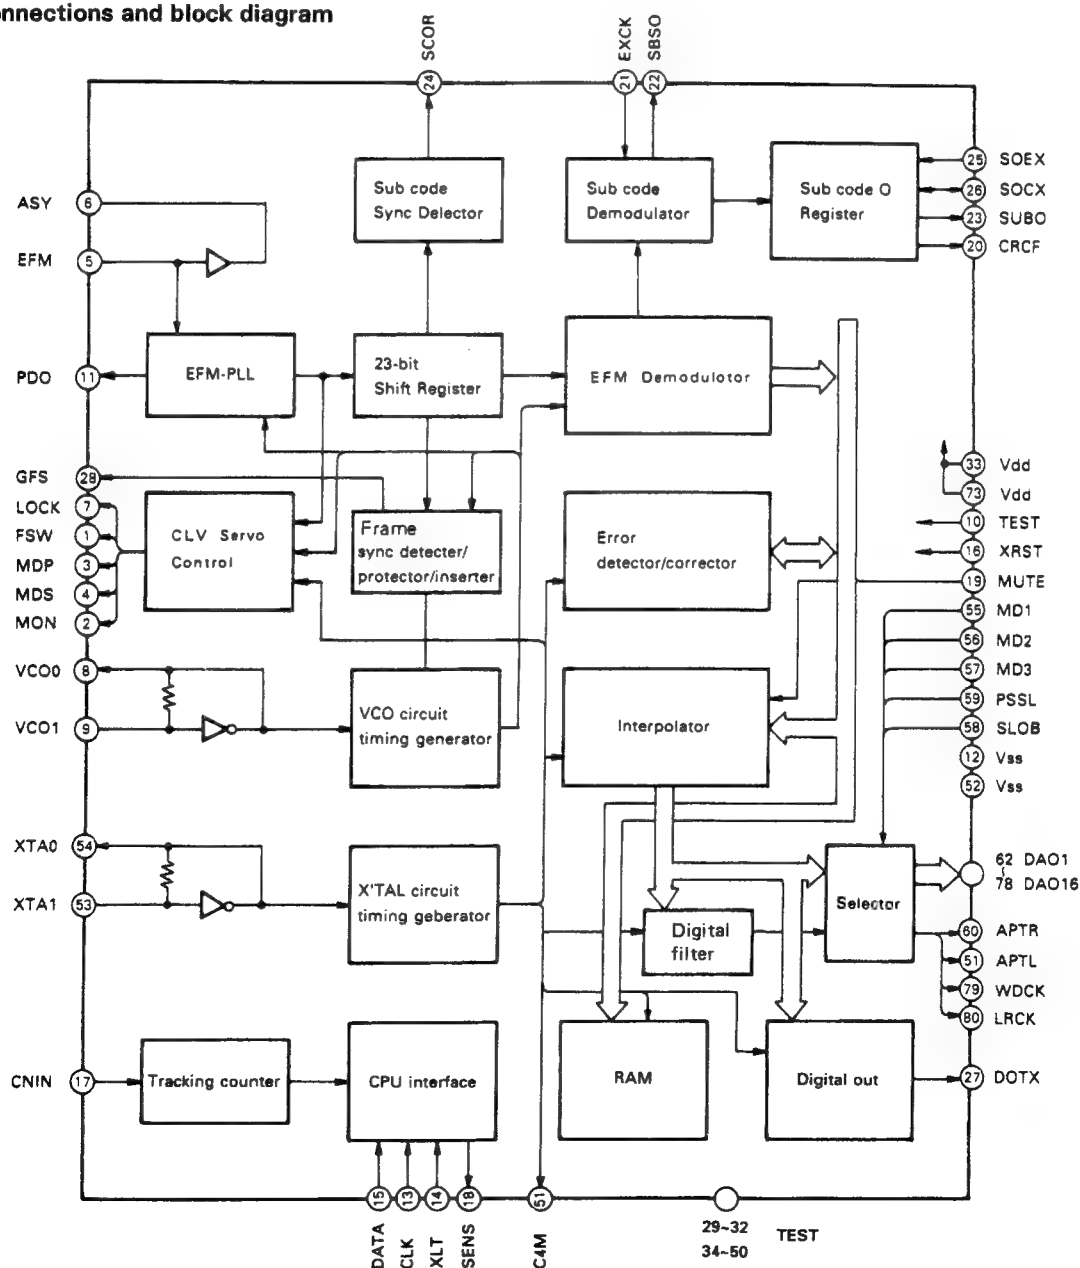 nnections and block diagram
SCOR
EXCK
SBSO
24
21
22
Sub code
Sync Delector
Sub code
Demodulator
Sub code O
Register
25 SOEX
26 SOCX
23 SUBO
20 CRCF
ASY 6
EFM 5
PDO 11
EFM-PLL
23-bit
Shift Register
EFM Demodulotor
GFS 28
LOCK 7
FSW 1
MDP 3
MDS 4
MON 2
CLV Servo
Control
Frame
sync detecter/
protector/inserter
Error
detector/corrector
33 Vdd
73 Vdd
10 TEST
16 XRST
19 MUTE
55 MD1
56 MD2
57 MD3
59 PSSL
58 SLOB
12 Vss
52 Vss
VCO0 8
VCO1 9
VCO circuit
timing generator
Interpolator
XTA0 54
XTA1 53
X'TAL circuit
timing geberator
Digital
filter
Selector
62 DAO1
78 DAO16
60 APTR
51 APTL
79 WDCK
80 LRCK
CNIN 17
Tracking counter
CPU interface
RAM
Digital out
27 DOTX
15
13
14
18
51
DATA
CLK
XLT
SENS
C4M
29~32
34~50
TEST